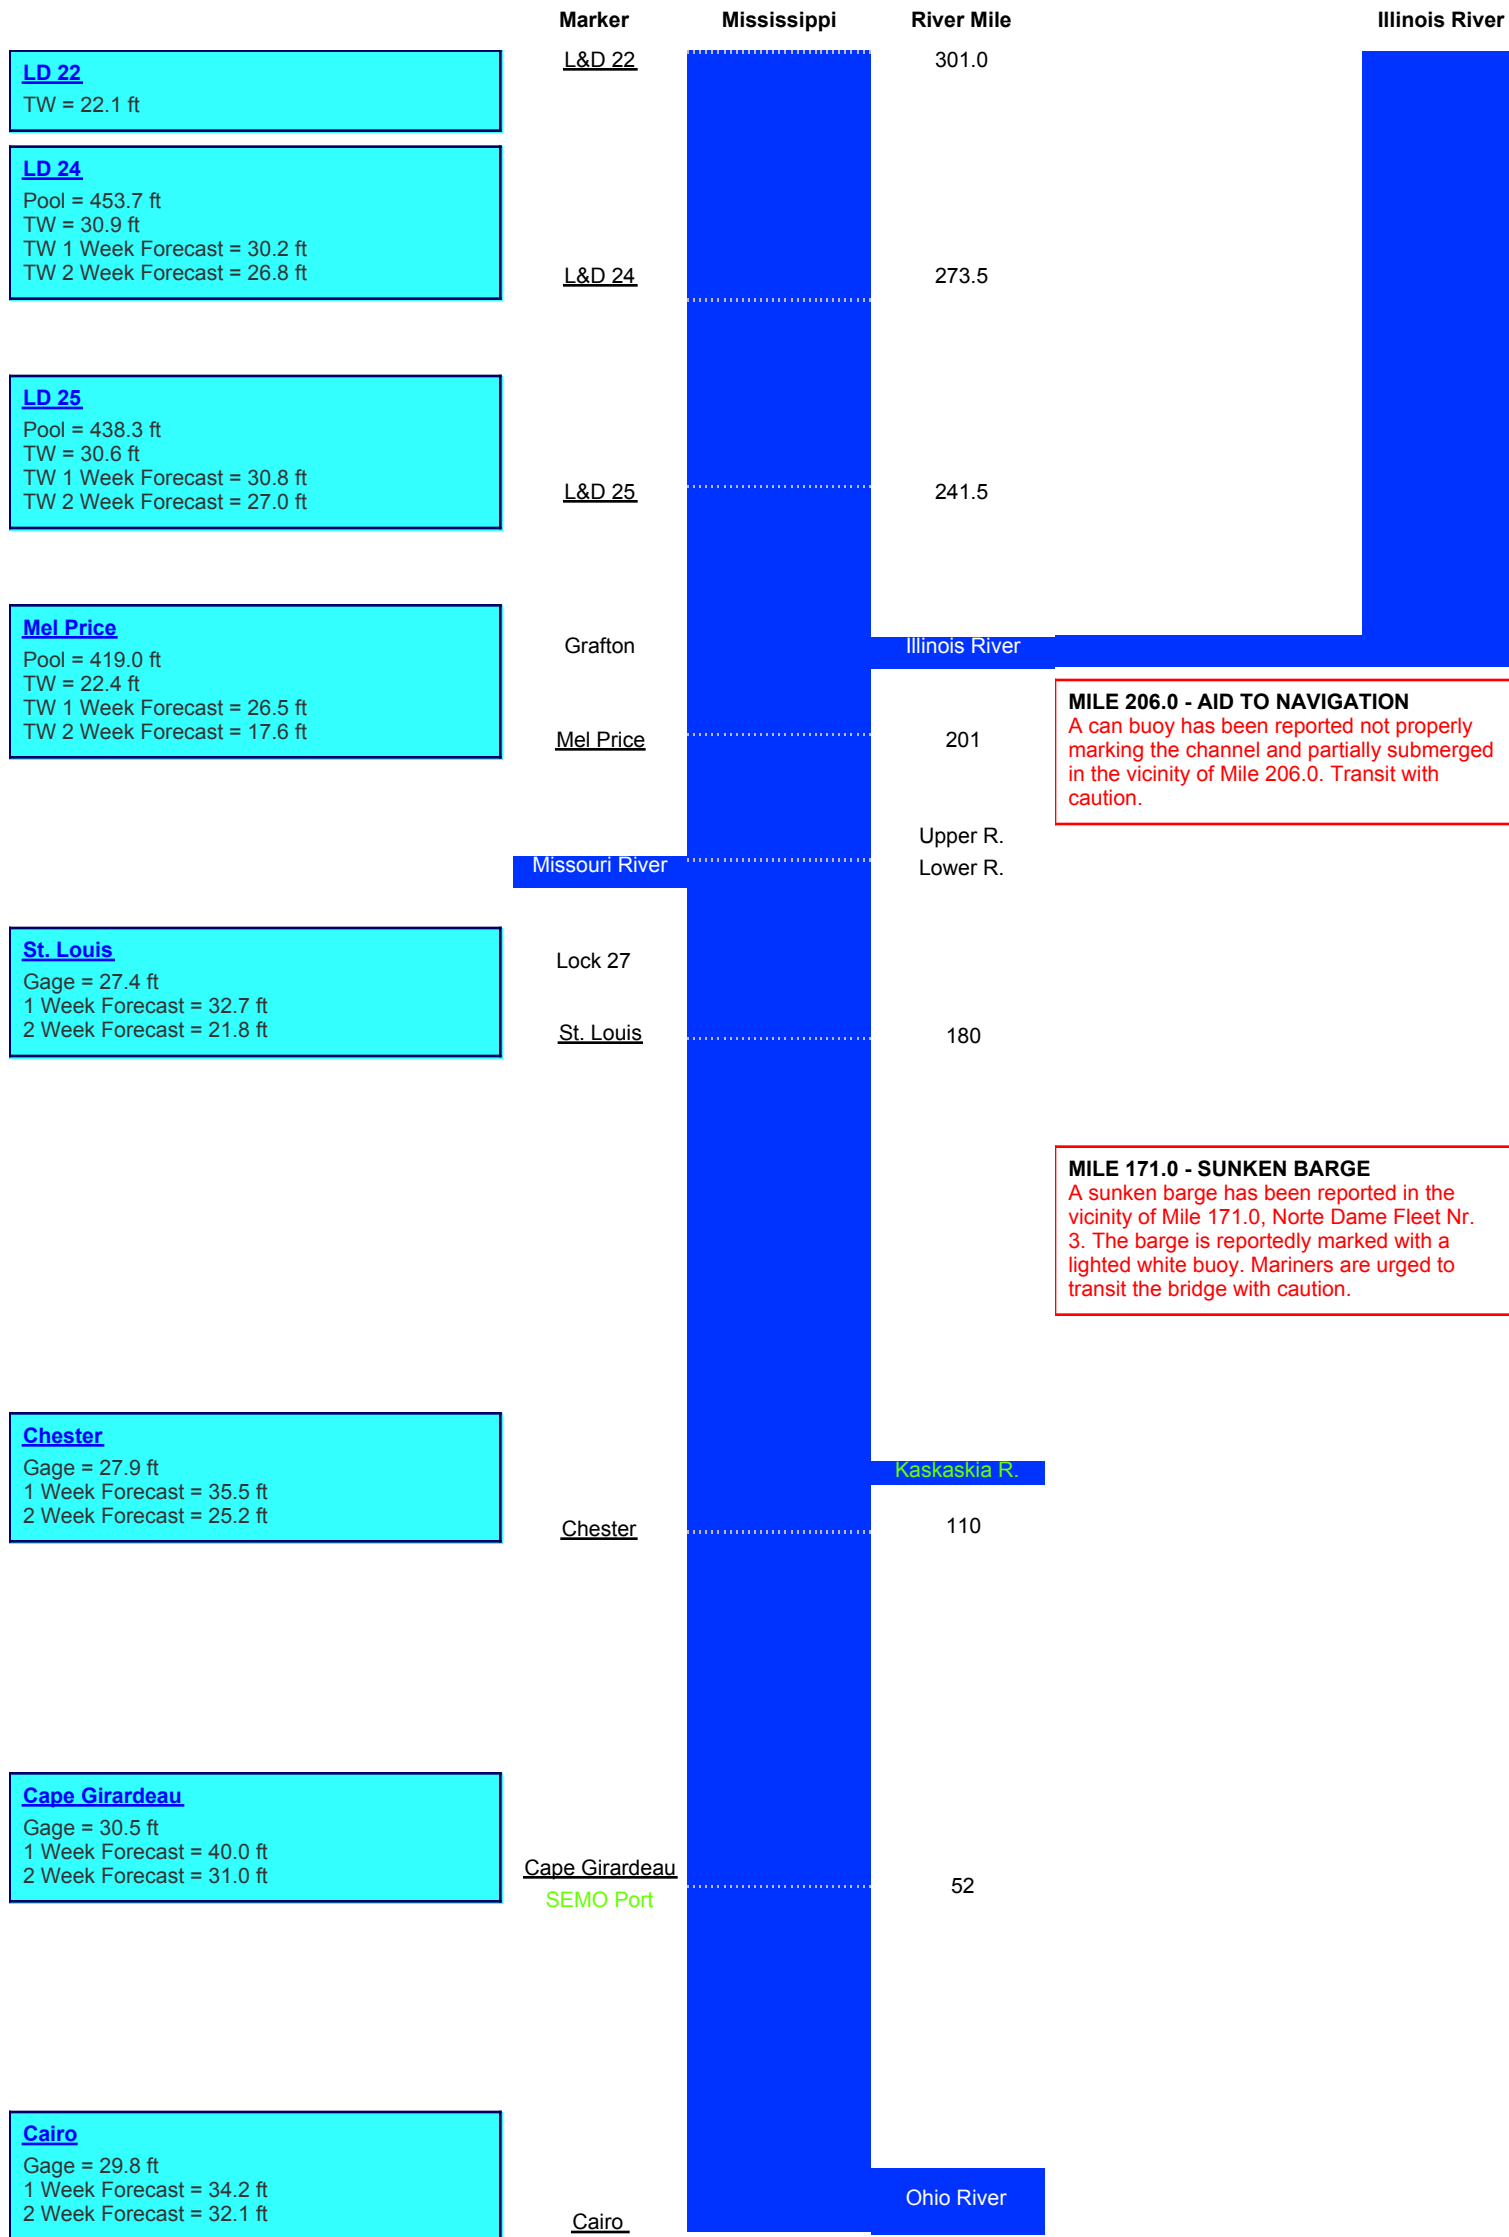 Marker Mississippi River Mile Illinois River
LD 22
TW = 22.1 ft
L&D 22
301.0
LD 24
Pool = 453.7 ft
TW = 30.9 ft
TW 1 Week Forecast = 30.2 ft
TW 2 Week Forecast = 26.8 ft
L&D 24
273.5
LD 25
Pool = 438.3 ft
TW = 30.6 ft
TW 1 Week Forecast = 30.8 ft
TW 2 Week Forecast = 27.0 ft
L&D 25
241.5
Mel Price
Pool = 419.0 ft
TW = 22.4 ft
TW 1 Week Forecast = 26.5 ft
TW 2 Week Forecast = 17.6 ft
Grafton
Illinois River
Mel Price
201
MILE 206.0 - AID TO NAVIGATION
A can buoy has been reported not properly
marking the channel and partially submerged
in the vicinity of Mile 206.0. Transit with
caution.
Upper R.
Missouri River
Lower R.
St. Louis
Gage = 27.4 ft
1 Week Forecast = 32.7 ft
2 Week Forecast = 21.8 ft
Lock 27
St. Louis
180
MILE 171.0 - SUNKEN BARGE
A sunken barge has been reported in the
vicinity of Mile 171.0, Norte Dame Fleet Nr.
3. The barge is reportedly marked with a
lighted white buoy. Mariners are urged to
transit the bridge with caution.
Chester
Gage = 27.9 ft
1 Week Forecast = 35.5 ft
2 Week Forecast = 25.2 ft
Kaskaskia R.
Chester
110
Cape Girardeau
Gage = 30.5 ft
1 Week Forecast = 40.0 ft
2 Week Forecast = 31.0 ft
Cape Girardeau
SEMO Port
52
Cairo
Gage = 29.8 ft
1 Week Forecast = 34.2 ft
2 Week Forecast = 32.1 ft
Ohio River
Cairo